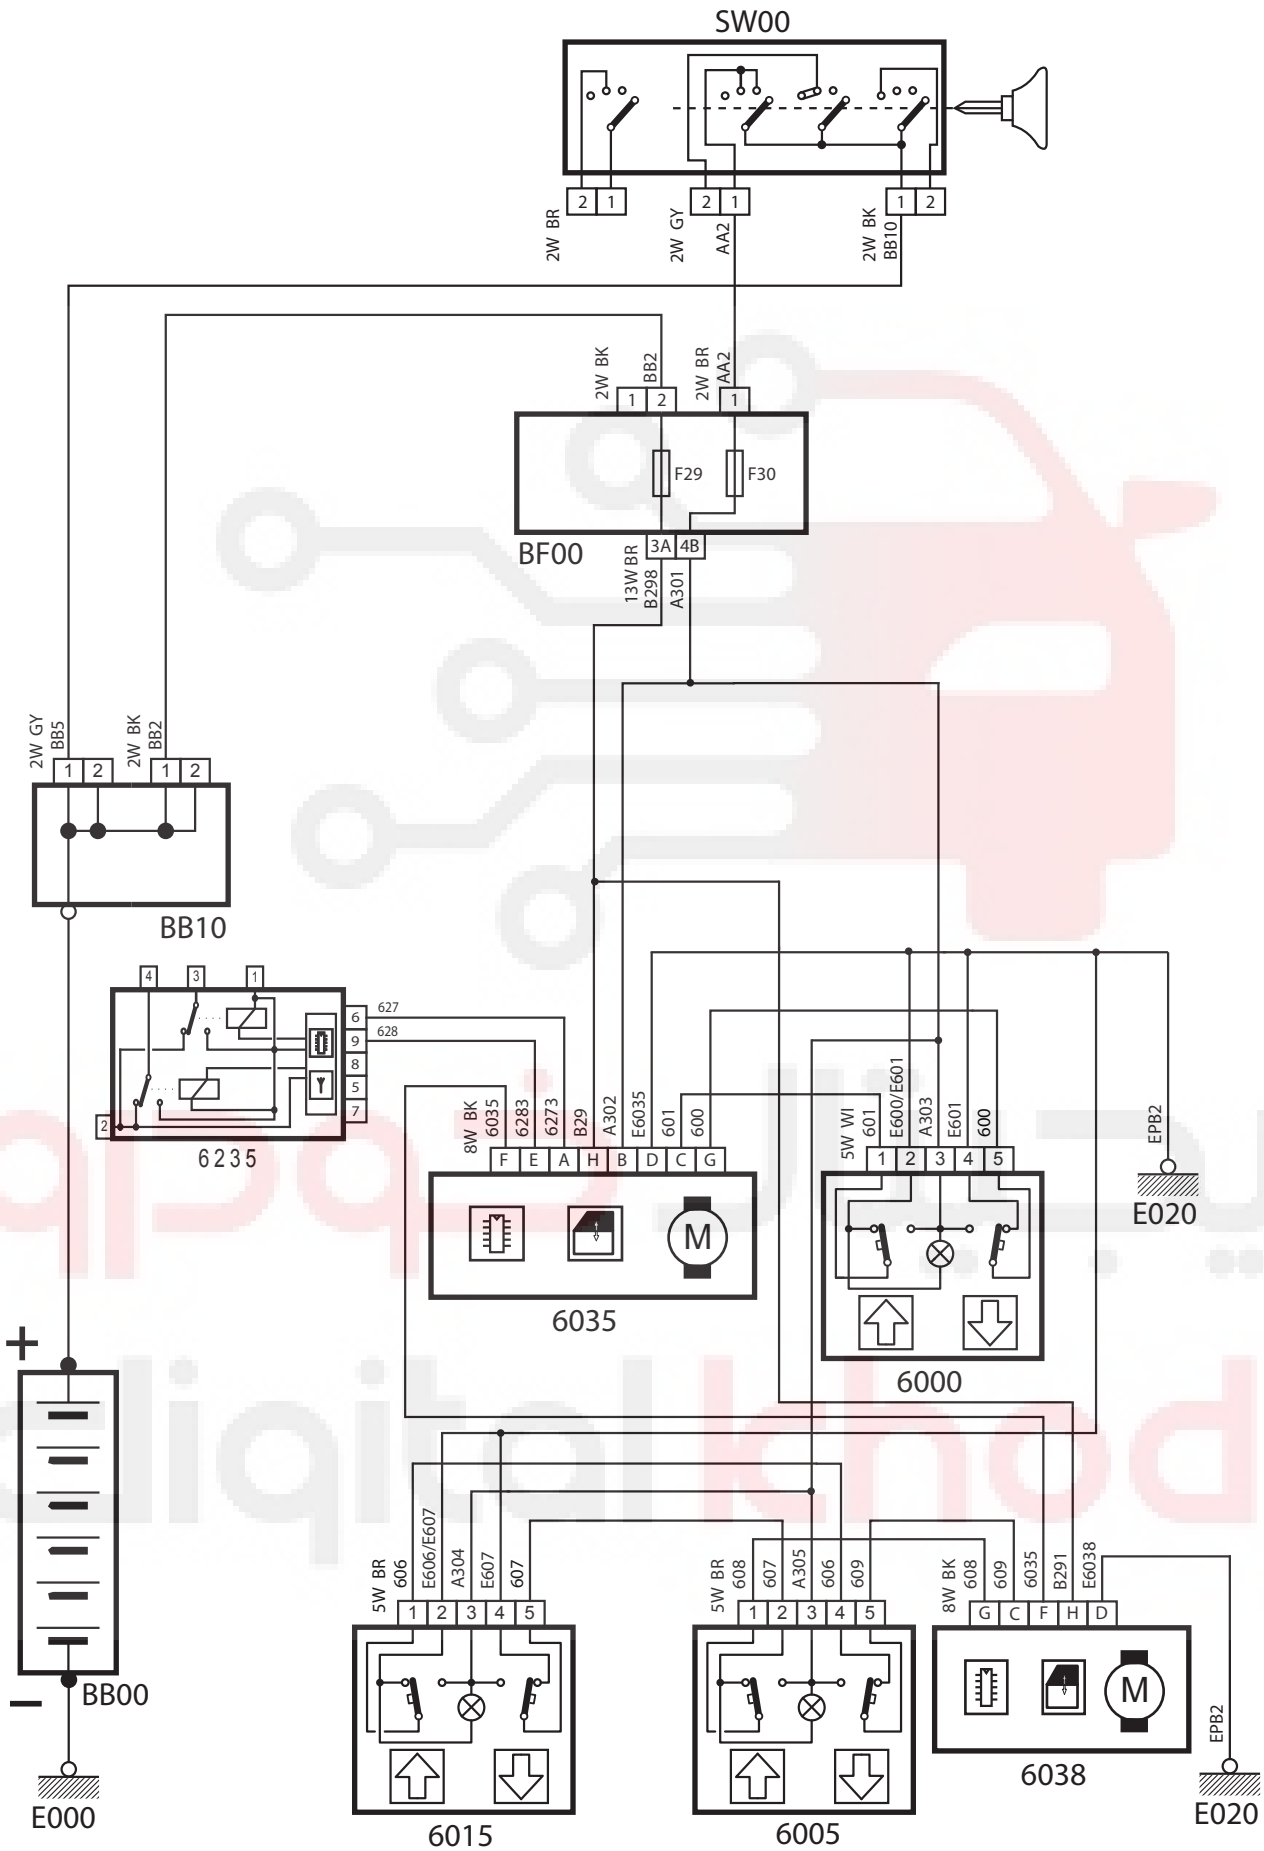 SW00
2 1 2 1 1 2
2W BR
2W GY
AA2
2W BK
BB10
2W BK
BB2
2W BR
AA2
1 2 1
F29 F30
BF00
3A 4B
13W BR
B298
A301
2W GY
BB5
2W BK
BB2
1 2 1 2
BB10
4 3 1
6 627
9 628
8
5
7
2
6235
8W BK
6035
6283
6273
B29
A302
E6035
601
600
F E A H B D C G
M
6035
5W WI
601
E600/E601
A303
E601
600
1 2 3 4 5
6000
EPB2
E020
+
−
BB00
E000
5W BR
606
E606/E607
A304
E607
607
1 2 3 4 5
6015
5W BR
608
607
A305
606
609
1 2 3 4 5
6005
8W BK
608
609
6035
B291
E6038
G C F H D
M
6038
EPB2
E020
digital khod